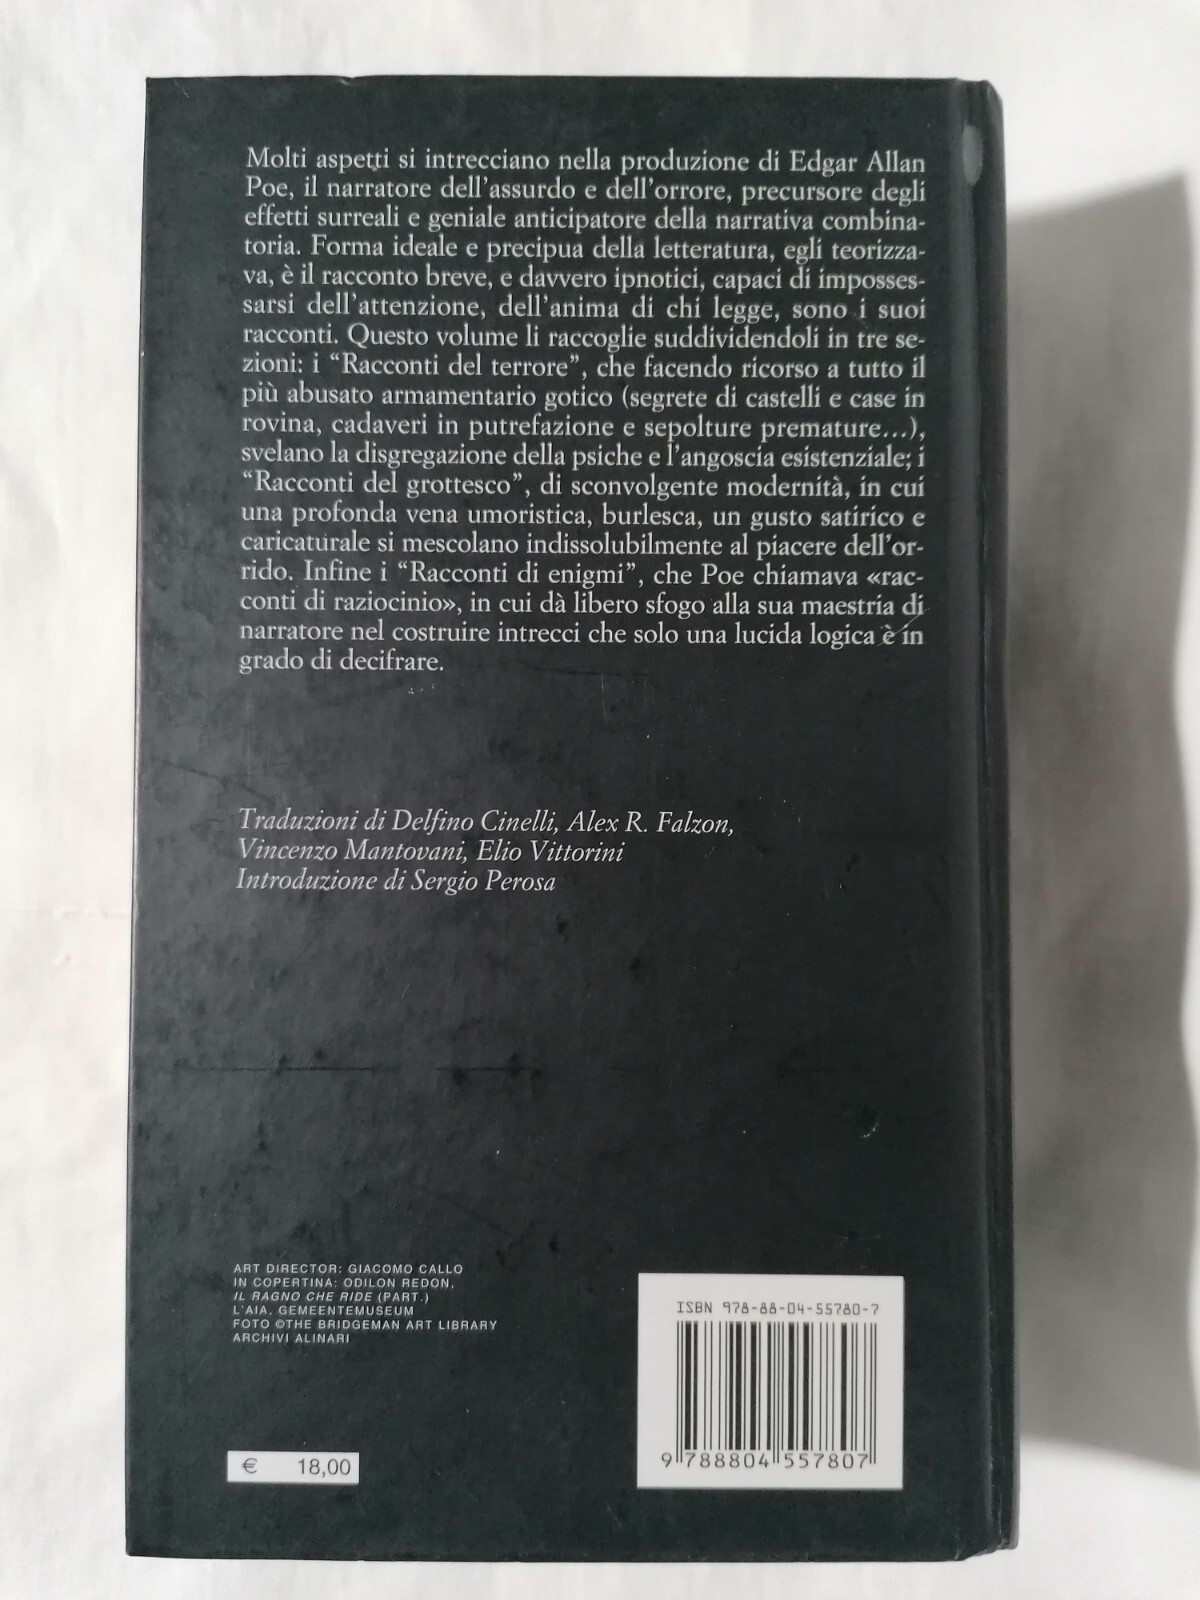 Molti aspetti si intrecciano nella produzione di Edgar Allan
Poe, il narratore dell'assurdo e dell'orrore, precursore degli
effetti surreali e geniale anticipatore della narrativa combina-
toria. Forma ideale e precipua della letteratura, egli teorizza-
va, è il racconto breve, e davvero ipnotici, capaci di imposses-
sarsi dell'attenzione, dell'anima di chi legge, sono i suoi
racconti. Questo volume li raccoglie suddividendoli in tre se-
zioni: i “Racconti del terrore”, che facendo ricorso a tutto il
più abusato armamentario gotico (segrete di castelli e case in
rovina, cadaveri in putrefazione e sepolture premature...),
svelano la disgregazione della psiche e l'angoscia esistenziale; i
“Racconti del grottesco”, di sconvolgente modernità, in cui
una profonda vena umoristica, burlesca, un gusto satirico e
caricaturale si mescolano indissolubilmente al piacere dell'or-
rido. Infine i “Racconti di enigmi”, che Poe chiamava «rac-
conti di raziocinio», in cui dà libero sfogo alla sua maestria di
narratore nel costruire intrecci che solo una lucida logica è in
grado di decifrare.
Traduzioni di Delfino Cinelli, Alex R. Falzon,
Vincenzo Mantovani, Elio Vittorini
Introduzione di Sergio Perosa
ART DIRECTOR: GIACOMO CALLO
IN COPERTINA: ODILON REDON,
IL RAGNO CHE RIDE (PART.)
L'AIA, GEMEENTEMUSEUM
FOTO ©THE BRIDGEMAN ART LIBRARY
ARCHIVI ALINARI
€ 18,00
ISBN 978-88-04-55780-7
9 788804 557807